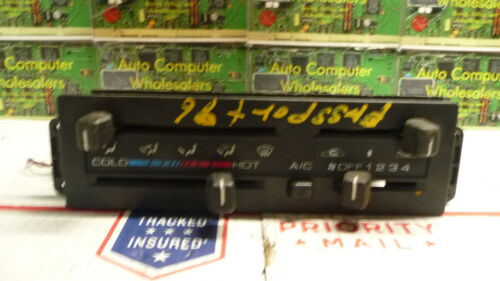 Auto Computer Wholesalers
Auto Computer Wholesalers
Auto Computer Wholesalers
PassPort 96
COLD HOT A/C OFF 1 2 3 4
TRACKED
INSURED
PRIORITY
MAIL